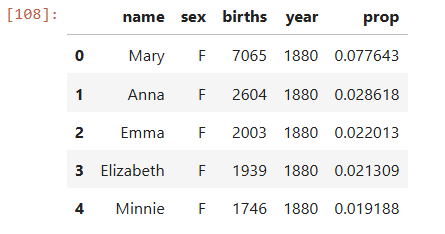 [108]:
name sex births year prop
0 Mary F 7065 1880 0.077643
1 Anna F 2604 1880 0.028618
2 Emma F 2003 1880 0.022013
3 Elizabeth F 1939 1880 0.021309
4 Minnie F 1746 1880 0.019188